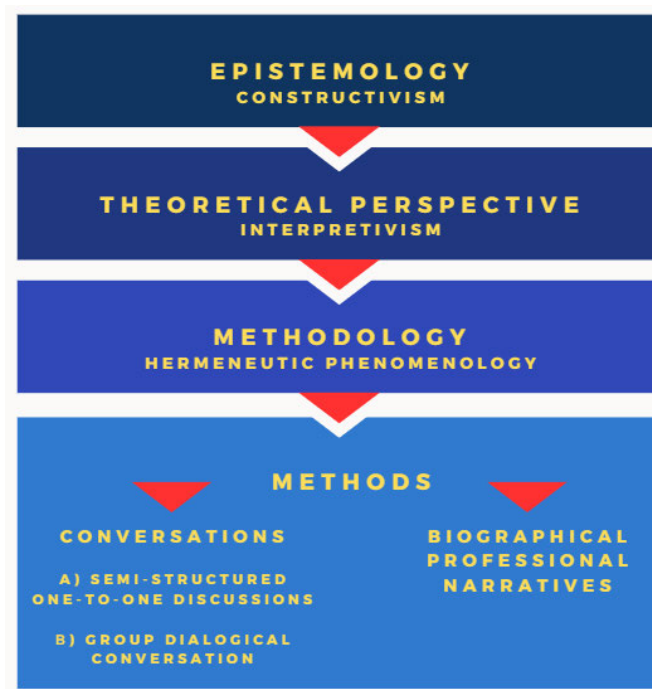 EPISTEMOLOGY
CONSTRUCTIVISM
THEORETICAL PERSPECTIVE
INTERPRETIVISM
METHODOLOGY
HERMENEUTIC PHENOMENOLOGY
METHODS
CONVERSATIONS
A) SEMI-STRUCTURED
ONE-TO-ONE DISCUSSIONS
B) GROUP DIALOGICAL
CONVERSATION
BIOGRAPHICAL
PROFESSIONAL
NARRATIVES